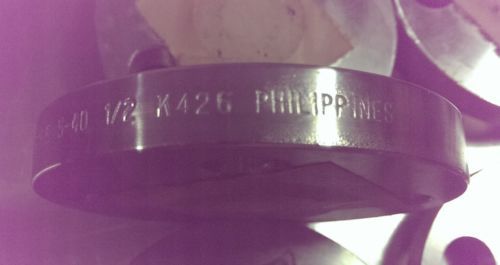 S-40 1/2 K426 PHILIPPINES